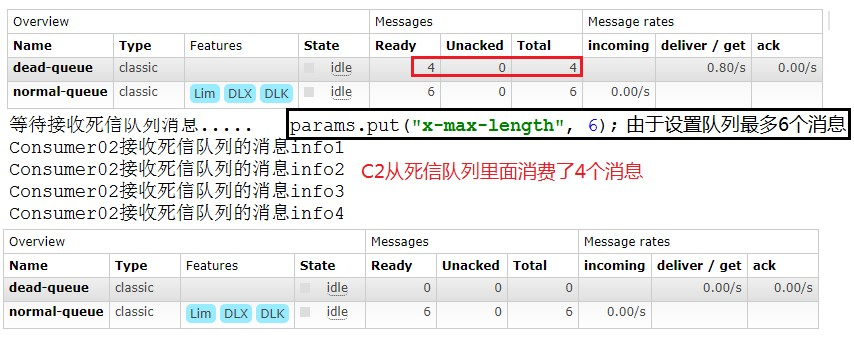 Overview Messages Message rates
Name Type Features State Ready Unacked Total incoming deliver / get ack
dead-queue classic idle 4 0 4 0.80/s 0.00/s
normal-queue classic Lim DLX DLK idle 6 0 6 0.00/s
等待接收死信队列消息..... params.put("x-max-length", 6); 由于设置队列最多6个消息
Consumer02接收死信队列的消息info1
Consumer02接收死信队列的消息info2 C2从死信队列里面消费了4个消息
Consumer02接收死信队列的消息info3
Consumer02接收死信队列的消息info4
Overview Messages Message rates
Name Type Features State Ready Unacked Total incoming deliver / get ack
dead-queue classic idle 0 0 0 0.00/s 0.00/s
normal-queue classic Lim DLX DLK idle 6 0 6 0.00/s